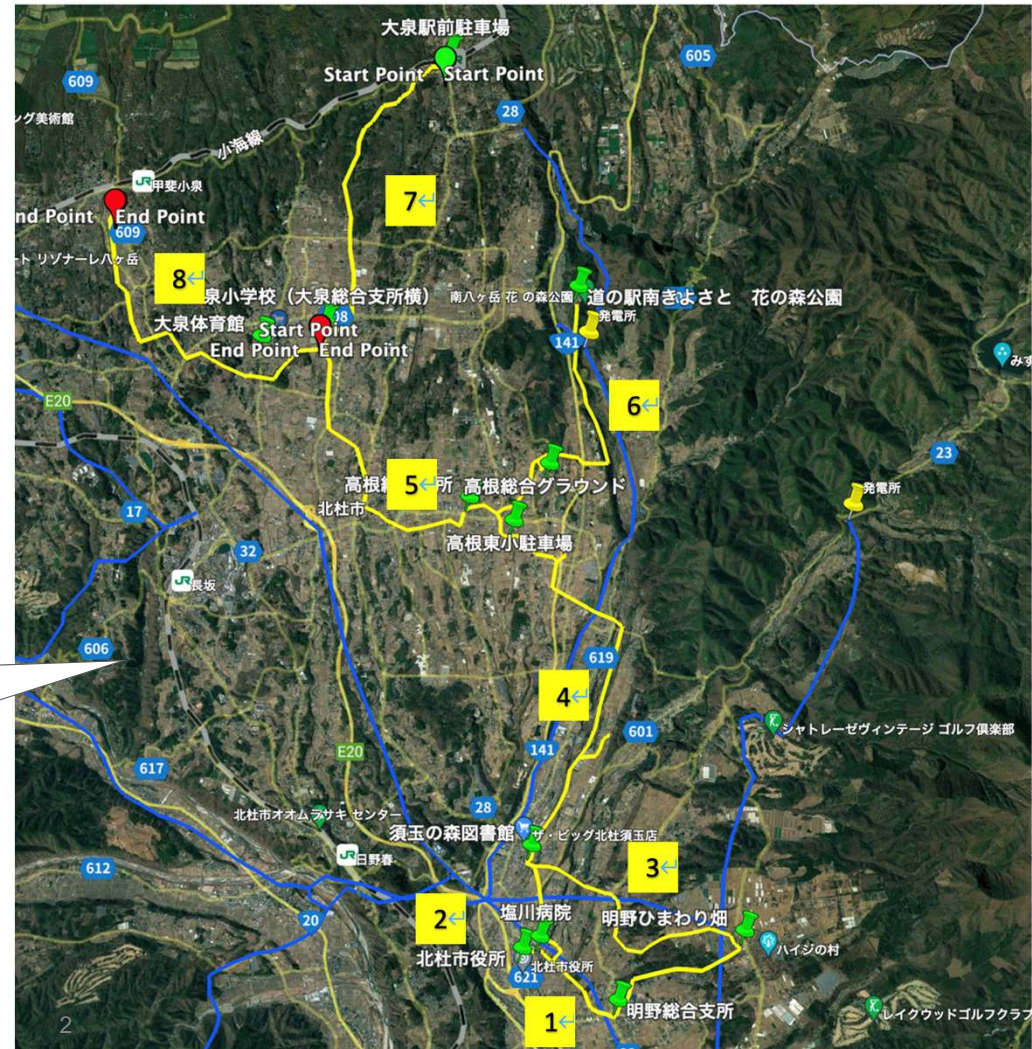 大泉駅前駐車場
Start Point
Start Point
605
609
28
ング美術館
小海線
JR
甲斐小泉
7↵
nd Point
End Point
609
ート リゾナーレ八ヶ岳
8↵
泉小学校（大泉総合支所横）
南八ヶ岳 花の森公園
道の駅南きよさと 花の森公園
大泉体育館
Start Point
発電所
End Point
End Point
141
みず
E20
6↵
23
5↵
高根総合グラウンド
発電所
17
北杜市
高根東小駐車場
32
JR
長坂
606
619
4↵
601
シャトレーゼヴィンテージ ゴルフ倶楽部
141
E20
617
28
北杜市オオムラサキ センター
須玉の森図書館
ザ・ビッグ北杜須玉店
JR
日野春
3↵
612
20
2↵
塩川病院
明野ひまわり畑
ハイジの村
北杜市役所
北杜市役所
621
明野総合支所
レイクウッドゴルフクラブ
1↵
2